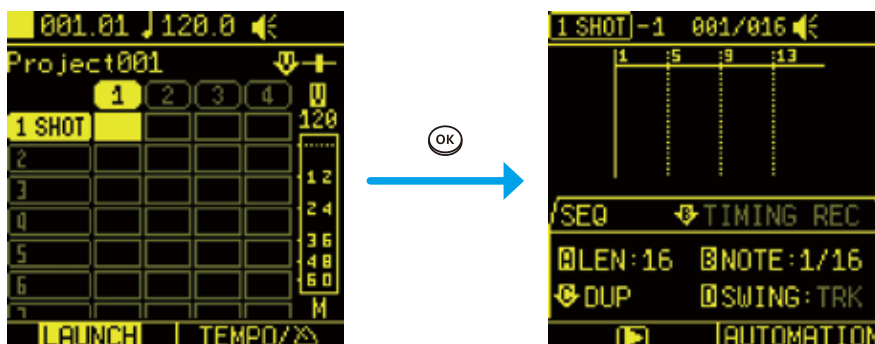 001.01 ♩120.0
Project001
1 2 3 4 V
1 SHOT 120
2
3 12
4 24
5 36
48
6 60
7 M
LAUNCH TEMPO/
OK
1 SHOT -1 001/016
1 :5 :9 :13
SEQ B TIMING REC
A LEN:16 B NOTE:1/16
C DUP D SWING:TRK
AUTOMATION